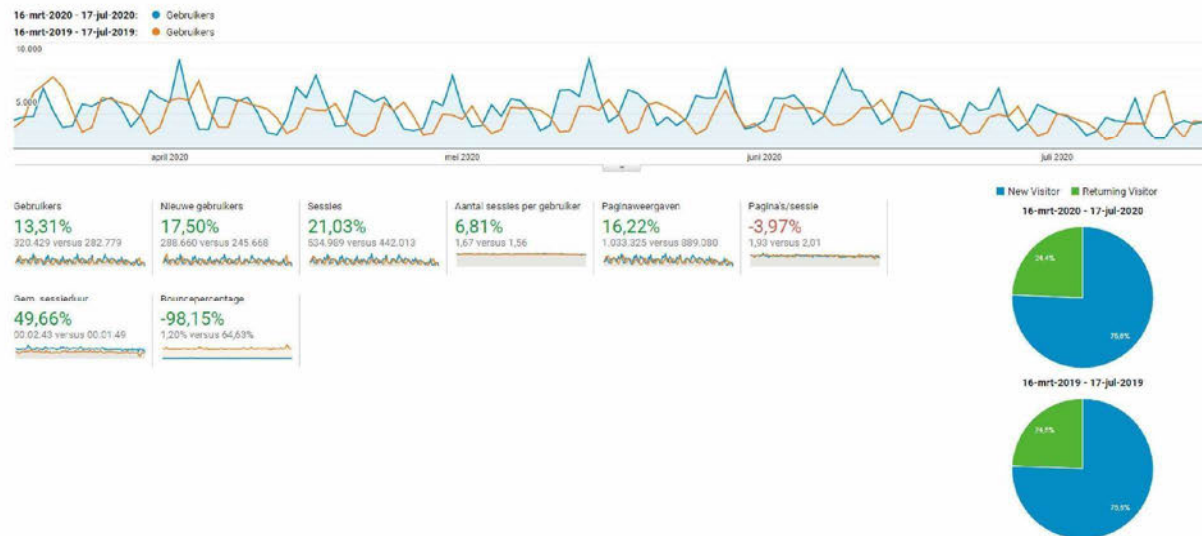 16-mrt-2020 - 17-jul-2020: Gebruikers
16-mrt-2019 - 17-jul-2019: Gebruikers
10.000
5.000
april 2020 mei 2020 juni 2020 juli 2020
Gebruikers
13,31%
320.429 versus 282.779
Nieuwe gebruikers
17,50%
288.660 versus 245.668
Sessies
21,03%
534.989 versus 442.013
Aantal sessies per gebruiker
6,81%
1,67 versus 1,56
Paginaweergaven
16,22%
1.033.325 versus 889.080
Pagina's/sessie
-3,97%
1,93 versus 2,01
Gem. sessieduur
49,66%
00:02:43 versus 00:01:49
Bouncepercentage
-98,15%
1,20% versus 64,63%
New Visitor Returning Visitor
16-mrt-2020 - 17-jul-2020
24,4%
75,6%
16-mrt-2019 - 17-jul-2019